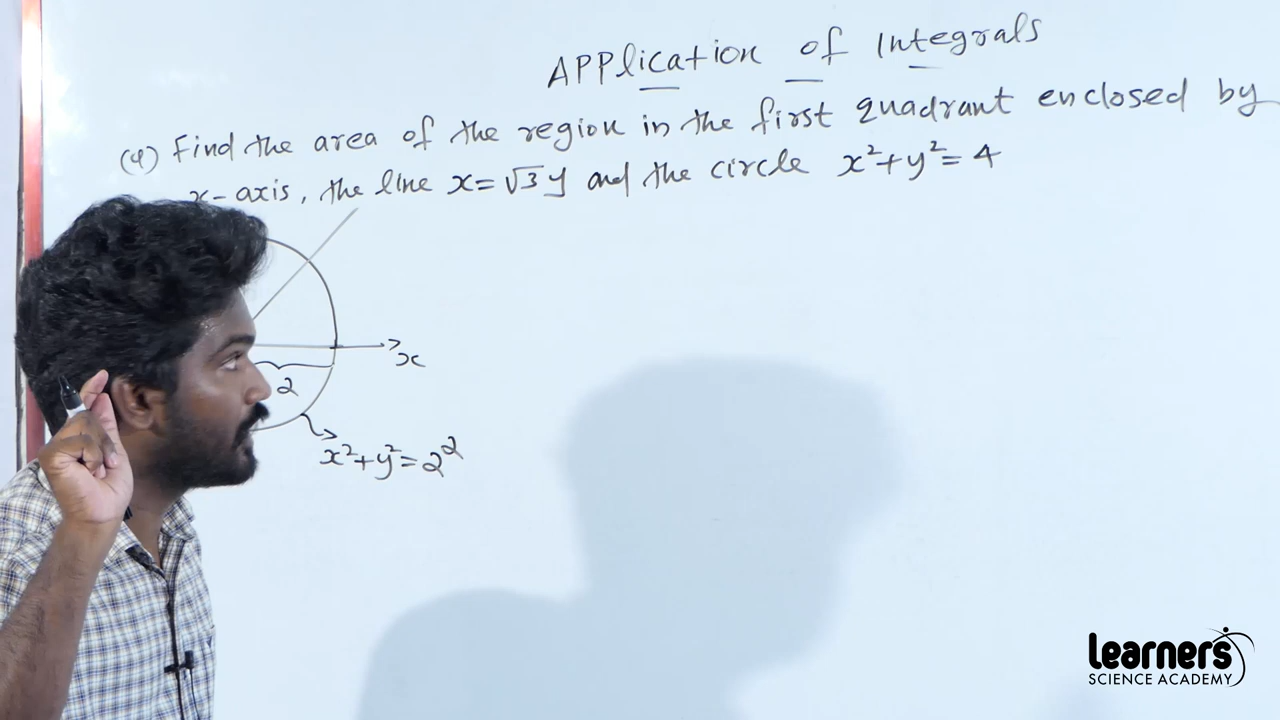 APPlication of Integrals
(4) Find the area of the region in the first quadrant enclosed by
x-axis, the line x=√3y and the circle x²+y²=4
x
2
x²+y²=2²
Learners
SCIENCE ACADEMY